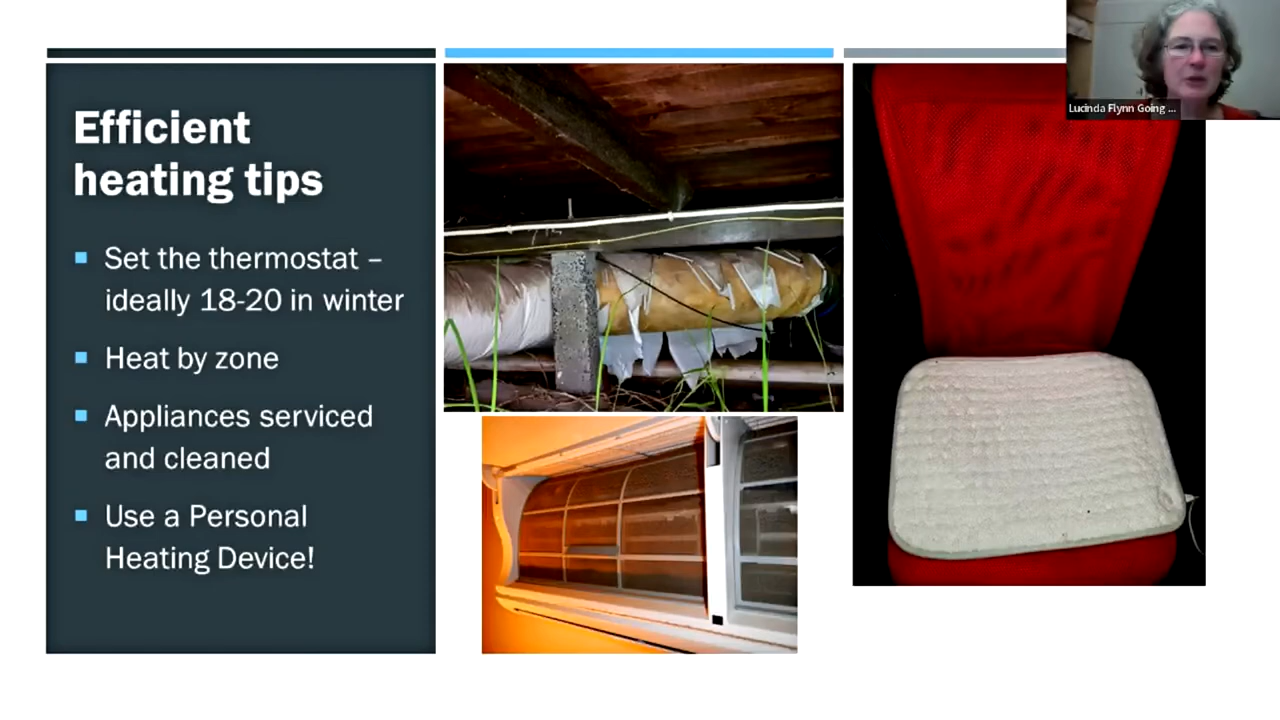 Efficient
heating tips
Set the thermostat –
ideally 18-20 in winter
Heat by zone
Appliances serviced
and cleaned
Use a Personal
Heating Device!
Lucinda Flynn Going ...